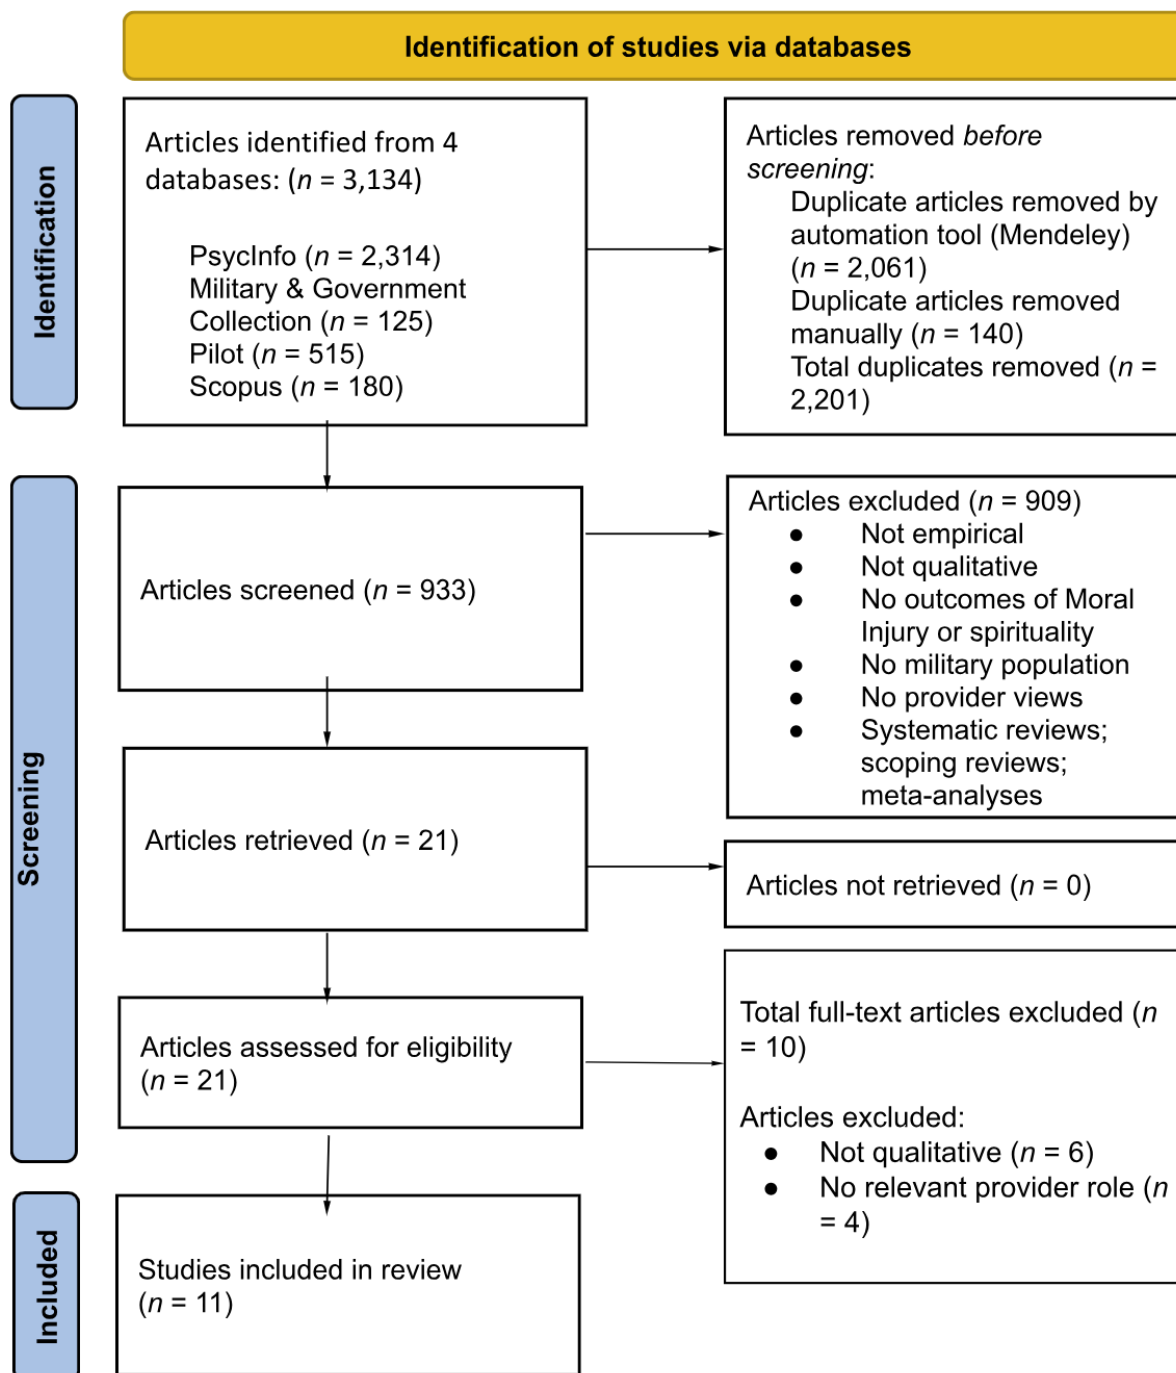 Identification of studies via databases
Identification
Articles identified from 4
databases: (n = 3,134)
PsycInfo (n = 2,314)
Military & Government
Collection (n = 125)
Pilot (n = 515)
Scopus (n = 180)
Articles removed before
screening:
Duplicate articles removed by
automation tool (Mendeley)
(n = 2,061)
Duplicate articles removed
manually (n = 140)
Total duplicates removed (n =
2,201)
Screening
Articles screened (n = 933)
Articles excluded (n = 909)
● Not empirical
● Not qualitative
● No outcomes of Moral
Injury or spirituality
● No military population
● No provider views
● Systematic reviews;
scoping reviews;
meta-analyses
Articles retrieved (n = 21)
Articles not retrieved (n = 0)
Articles assessed for eligibility
(n = 21)
Total full-text articles excluded (n
= 10)
Articles excluded:
● Not qualitative (n = 6)
● No relevant provider role (n
= 4)
Included
Studies included in review
(n = 11)